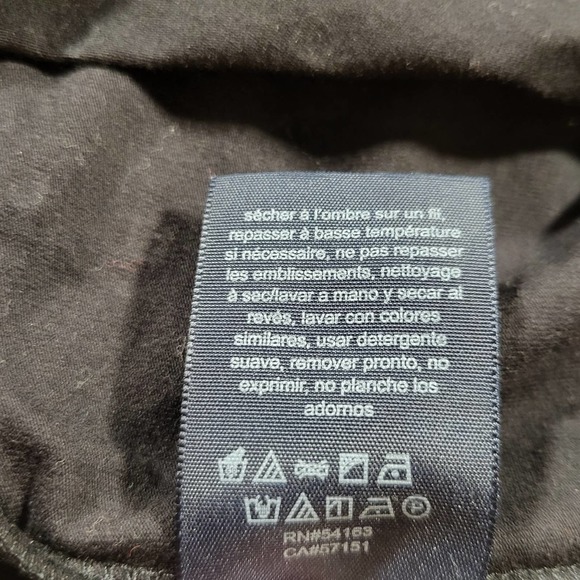 sécher à l'ombre sur un fil,
repasser à basse température
si nécessaire, no pas repasser
les emblissements, nettoyage
à sec/lavar a mano y secar al
revés, lavar con colores
similares, usar detergente
suave, remover pronto, no
exprimir, no planche los
adornos
P
RN#54163
CA#57151